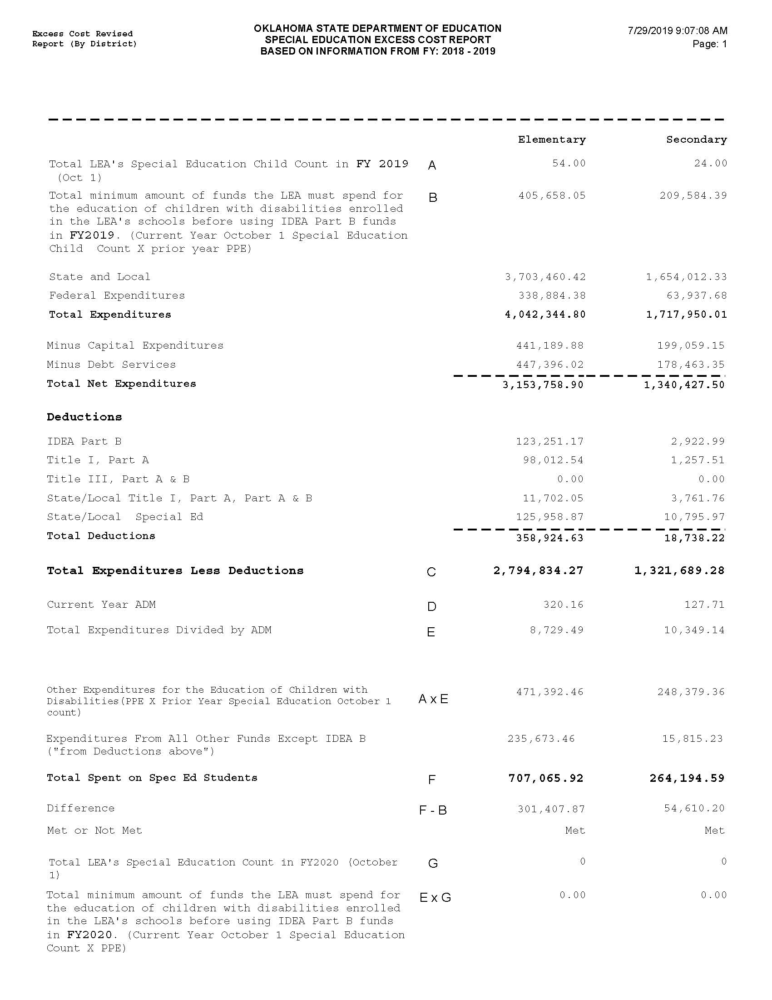 Excess Cost Revised
Report (By District)
OKLAHOMA STATE DEPARTMENT OF EDUCATION
SPECIAL EDUCATION EXCESS COST REPORT
BASED ON INFORMATION FROM FY: 2018 - 2019
7/29/2019 9:07:08 AM
Page: 1
Elementary Secondary
Total LEA's Special Education Child Count in FY 2019 A 54.00 24.00
(Oct 1)
Total minimum amount of funds the LEA must spend for B 405,658.05 209,584.39
the education of children with disabilities enrolled
in the LEA's schools before using IDEA Part B funds
in FY2019. (Current Year October 1 Special Education
Child Count X prior year PPE)
State and Local 3,703,460.42 1,654,012.33
Federal Expenditures 338,884.38 63,937.68
Total Expenditures 4,042,344.80 1,717,950.01
Minus Capital Expenditures 441,189.88 199,059.15
Minus Debt Services 447,396.02 178,463.35
Total Net Expenditures 3,153,758.90 1,340,427.50
Deductions
IDEA Part B 123,251.17 2,922.99
Title I, Part A 98,012.54 1,257.51
Title III, Part A & B 0.00 0.00
State/Local Title I, Part A, Part A & B 11,702.05 3,761.76
State/Local Special Ed 125,958.87 10,795.97
Total Deductions 358,924.63 18,738.22
Total Expenditures Less Deductions C 2,794,834.27 1,321,689.28
Current Year ADM D 320.16 127.71
Total Expenditures Divided by ADM E 8,729.49 10,349.14
Other Expenditures for the Education of Children with 471,392.46 248,379.36
Disabilities(PPE X Prior Year Special Education October 1 A x E
count)
Expenditures From All Other Funds Except IDEA B 235,673.46 15,815.23
("from Deductions above")
Total Spent on Spec Ed Students F 707,065.92 264,194.59
Difference F - B 301,407.87 54,610.20
Met or Not Met Met Met
Total LEA's Special Education Count in FY2020 (October G 0 0
1)
Total minimum amount of funds the LEA must spend for E x G 0.00 0.00
the education of children with disabilities enrolled
in the LEA's schools before using IDEA Part B funds
in FY2020. (Current Year October 1 Special Education
Count X PPE)